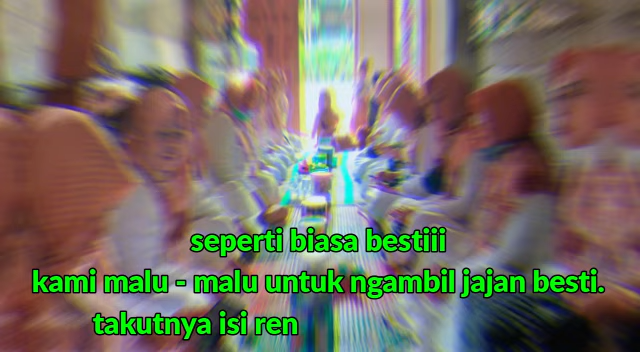 seperti biasa bestiii
kami malu - malu untuk ngambil jajan besti.
takutnya isi ren